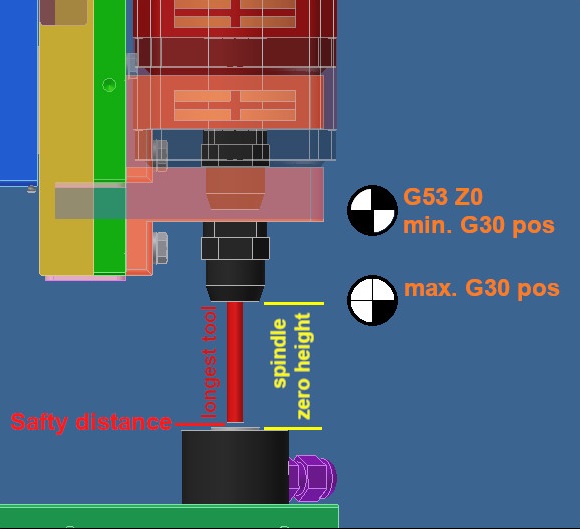 G53 Z0
min. G30 pos
max. G30 pos
longest tool
spindle
zero height
Safty distance